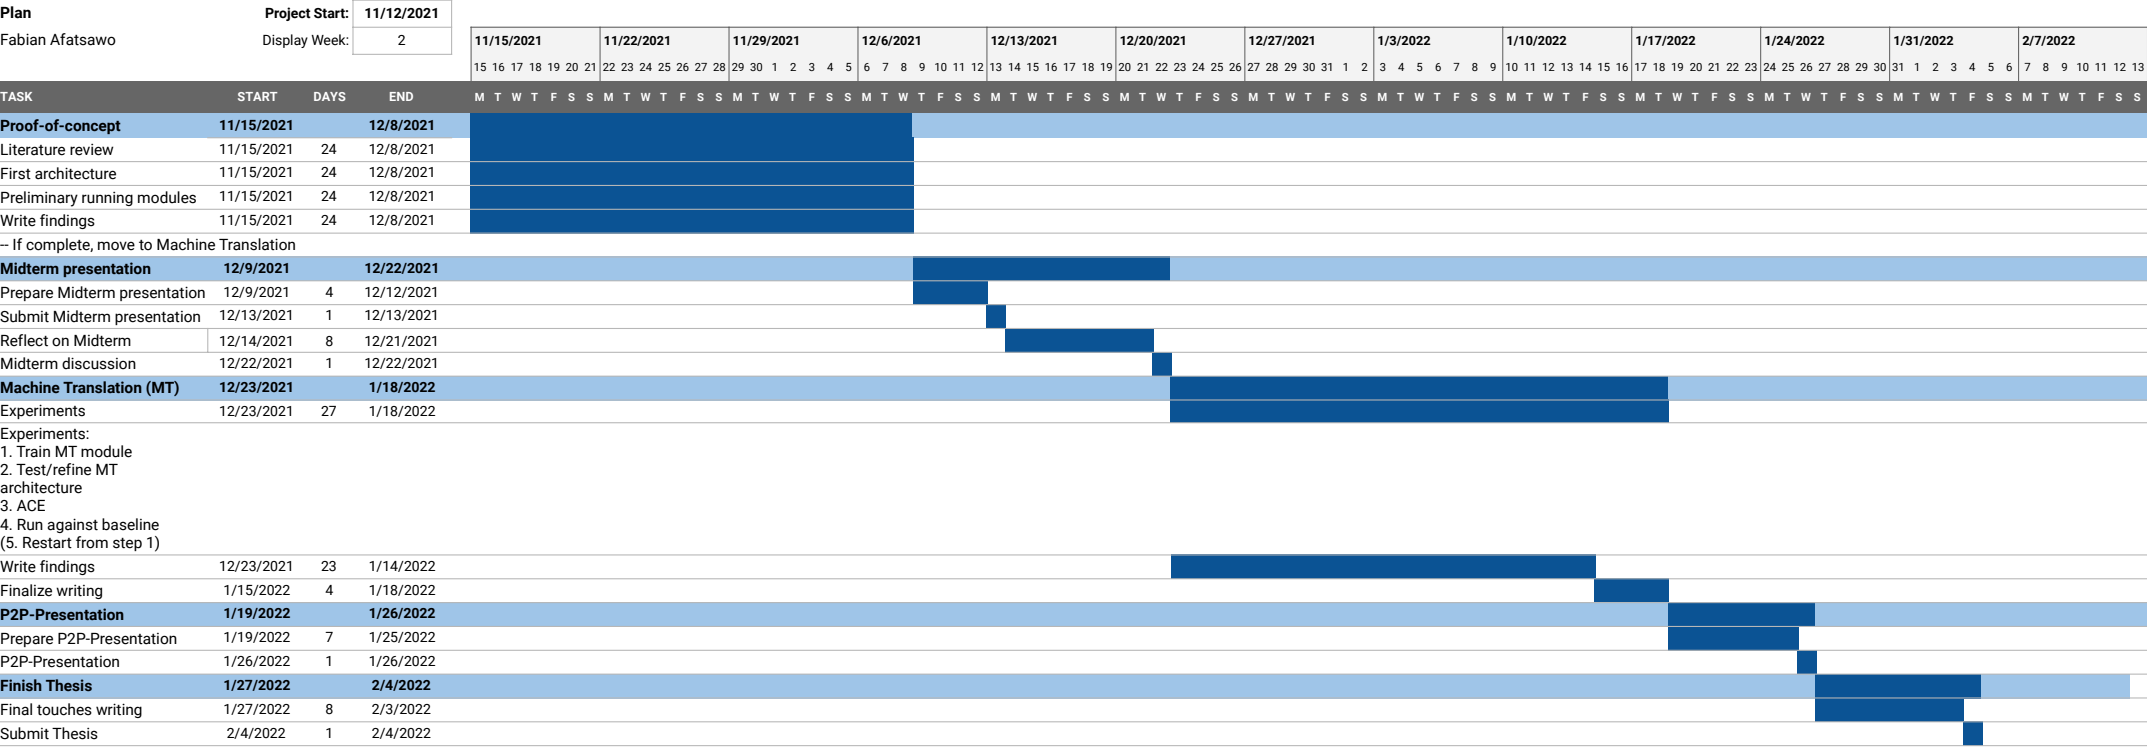 Plan Project Start: 11/12/2021
Fabian Afatsawo Display Week: 2 11/15/2021 11/22/2021 11/29/2021 12/6/2021 12/13/2021 12/20/2021 12/27/2021 1/3/2022 1/10/2022 1/17/2022 1/24/2022 1/31/2022 2/7/2022
15 16 17 18 19 20 21 22 23 24 25 26 27 28 29 30 1 2 3 4 5 6 7 8 9 10 11 12 13 14 15 16 17 18 19 20 21 22 23 24 25 26 27 28 29 30 31 1 2 3 4 5 6 7 8 9 10 11 12 13 14 15 16 17 18 19 20 21 22 23 24 25 26 27 28 29 30 31 1 2 3 4 5 6 7 8 9 10 11 12 13
TASK START DAYS END M T W T F S S M T W T F S S M T W T F S S M T W T F S S M T W T F S S M T W T F S S M T W T F S S M T W T F S S M T W T F S S M T W T F S S M T W T F S S M T W T F S S M T W T F S S
Proof-of-concept 11/15/2021 12/8/2021
Literature review 11/15/2021 24 12/8/2021
First architecture 11/15/2021 24 12/8/2021
Preliminary running modules 11/15/2021 24 12/8/2021
Write findings 11/15/2021 24 12/8/2021
-- If complete, move to Machine Translation
Midterm presentation 12/9/2021 12/22/2021
Prepare Midterm presentation 12/9/2021 4 12/12/2021
Submit Midterm presentation 12/13/2021 1 12/13/2021
Reflect on Midterm 12/14/2021 8 12/21/2021
Midterm discussion 12/22/2021 1 12/22/2021
Machine Translation (MT) 12/23/2021 1/18/2022
Experiments 12/23/2021 27 1/18/2022
Experiments:
1. Train MT module
2. Test/refine MT
architecture
3. ACE
4. Run against baseline
(5. Restart from step 1)
Write findings 12/23/2021 23 1/14/2022
Finalize writing 1/15/2022 4 1/18/2022
P2P-Presentation 1/19/2022 1/26/2022
Prepare P2P-Presentation 1/19/2022 7 1/25/2022
P2P-Presentation 1/26/2022 1 1/26/2022
Finish Thesis 1/27/2022 2/4/2022
Final touches writing 1/27/2022 8 2/3/2022
Submit Thesis 2/4/2022 1 2/4/2022